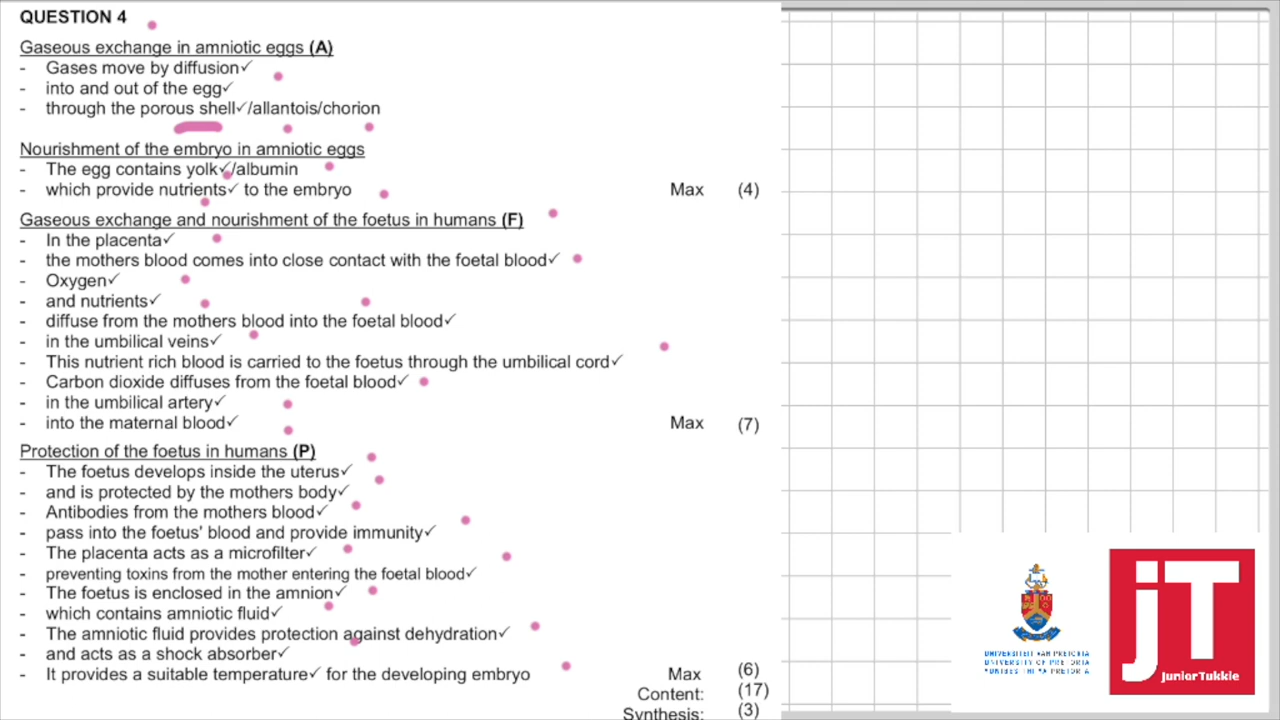 QUESTION 4
Gaseous exchange in amniotic eggs (A)
- Gases move by diffusion✓
- into and out of the egg✓
- through the porous shell✓/allantois/chorion
Nourishment of the embryo in amniotic eggs
- The egg contains yolk✓/albumin
- which provide nutrients✓ to the embryo Max (4)
Gaseous exchange and nourishment of the foetus in humans (F)
- In the placenta✓
- the mothers blood comes into close contact with the foetal blood✓
- Oxygen✓
- and nutrients✓
- diffuse from the mothers blood into the foetal blood✓
- in the umbilical veins✓
- This nutrient rich blood is carried to the foetus through the umbilical cord✓
- Carbon dioxide diffuses from the foetal blood✓
- in the umbilical artery✓
- into the maternal blood✓ Max (7)
Protection of the foetus in humans (P)
- The foetus develops inside the uterus✓
- and is protected by the mothers body✓
- Antibodies from the mothers blood✓
- pass into the foetus' blood and provide immunity✓
- The placenta acts as a microfilter✓
- preventing toxins from the mother entering the foetal blood✓
- The foetus is enclosed in the amnion✓
- which contains amniotic fluid✓
- The amniotic fluid provides protection against dehydration✓
- and acts as a shock absorber✓
- It provides a suitable temperature✓ for the developing embryo Max (6)
Content: (17)
Synthesis: (3)
UNIVERSITEIT VAN PRETORIA
UNIVERSITY OF PRETORIA
YUNIBESITHI YA PRETORIA
jT
JuniorTukkie